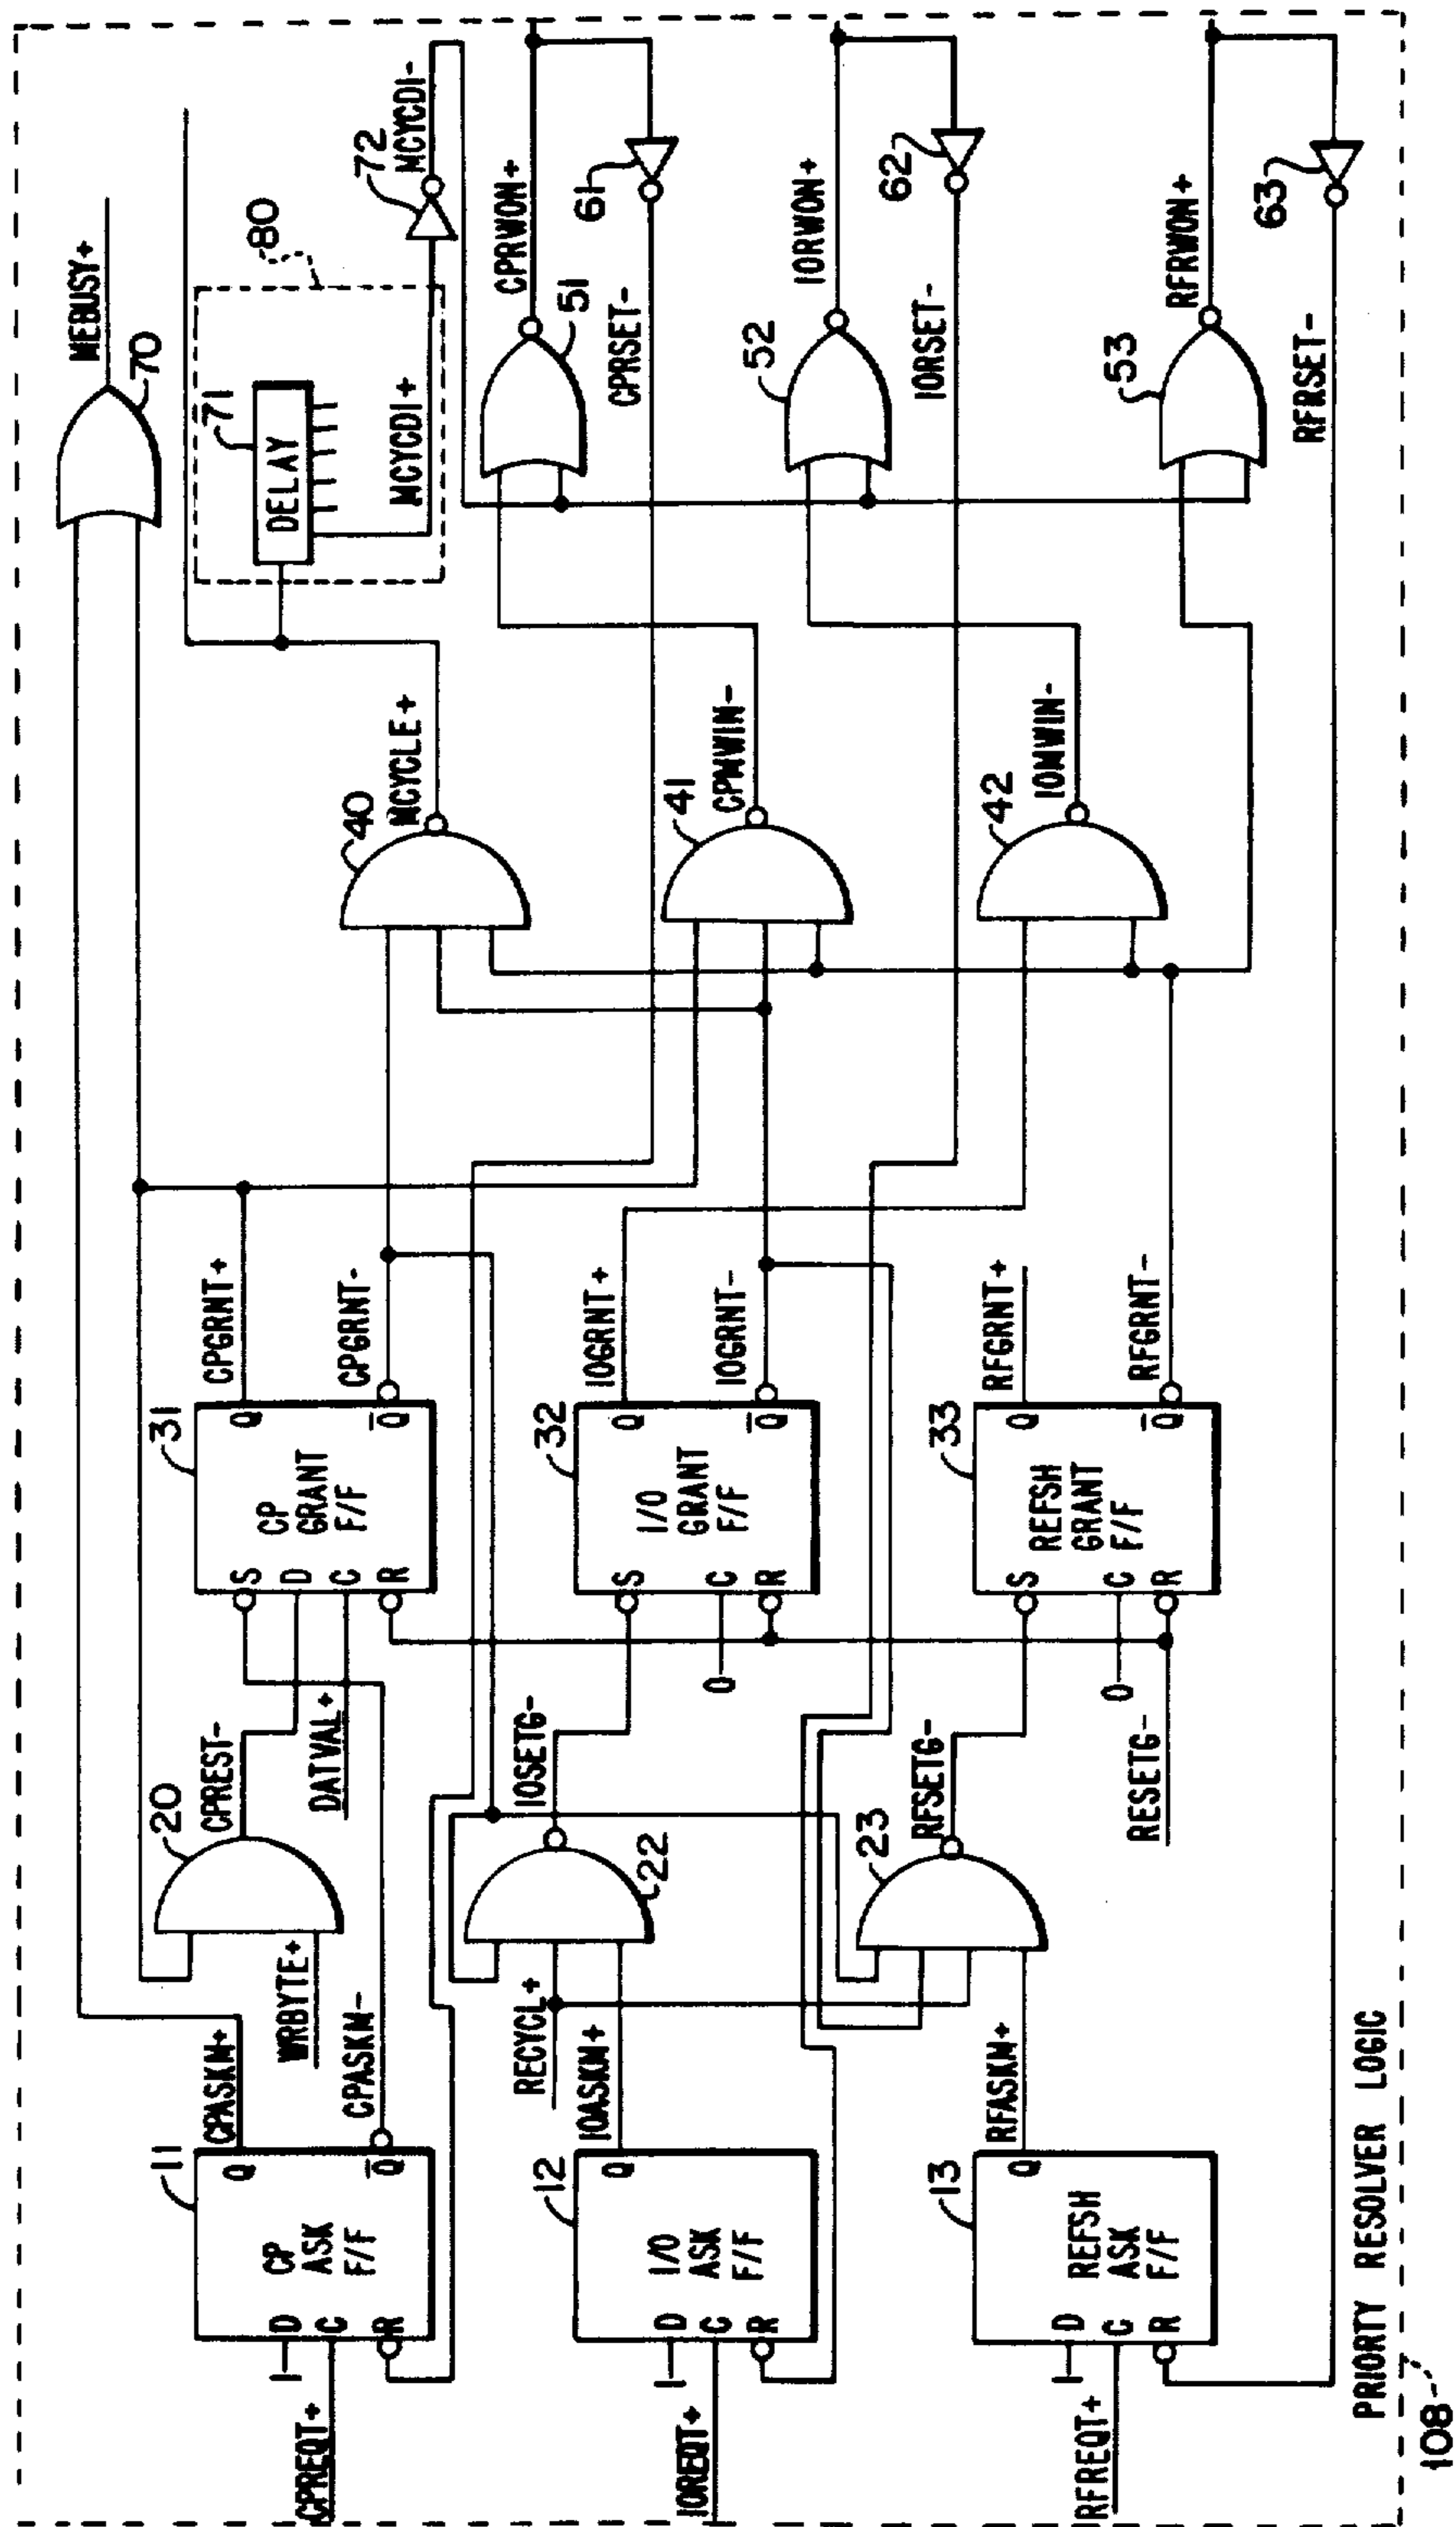 CPREQT+
1
D
C
R
CP
ASK
F/F
Q
Q̅
11
CPASKM+
CPASKM-
WRBYTE+
20
CPREST-
DATVAL+
S
D
C
R
CP
GRANT
F/F
Q
Q̅
31
CPGRNT+
CPGRNT-
40
MCYCLE+
70
MEBUSY+
71
DELAY
80
MCYCD1+
72
MCYCD1-
IOREQT+
1
D
C
R
I/O
ASK
F/F
Q
12
IOASKM+
RECYCL+
22
IOSETG-
0
S
C
R
I/O
GRANT
F/F
Q
Q̅
32
IOGRNT+
IOGRNT-
41
CPMWIN-
51
CPRWON+
61
CPRSET-
RFREQT+
1
D
C
R
REFSH
ASK
F/F
Q
13
RFASKM+
23
RFSETG-
RESETG-
0
S
C
R
REFSH
GRANT
F/F
Q
Q̅
33
RFGRNT+
RFGRNT-
42
IOMWIN-
52
IORWON+
62
IORSET-
53
RFRWON+
63
RFRSET-
PRIORTY RESOLVER LOGIC
108